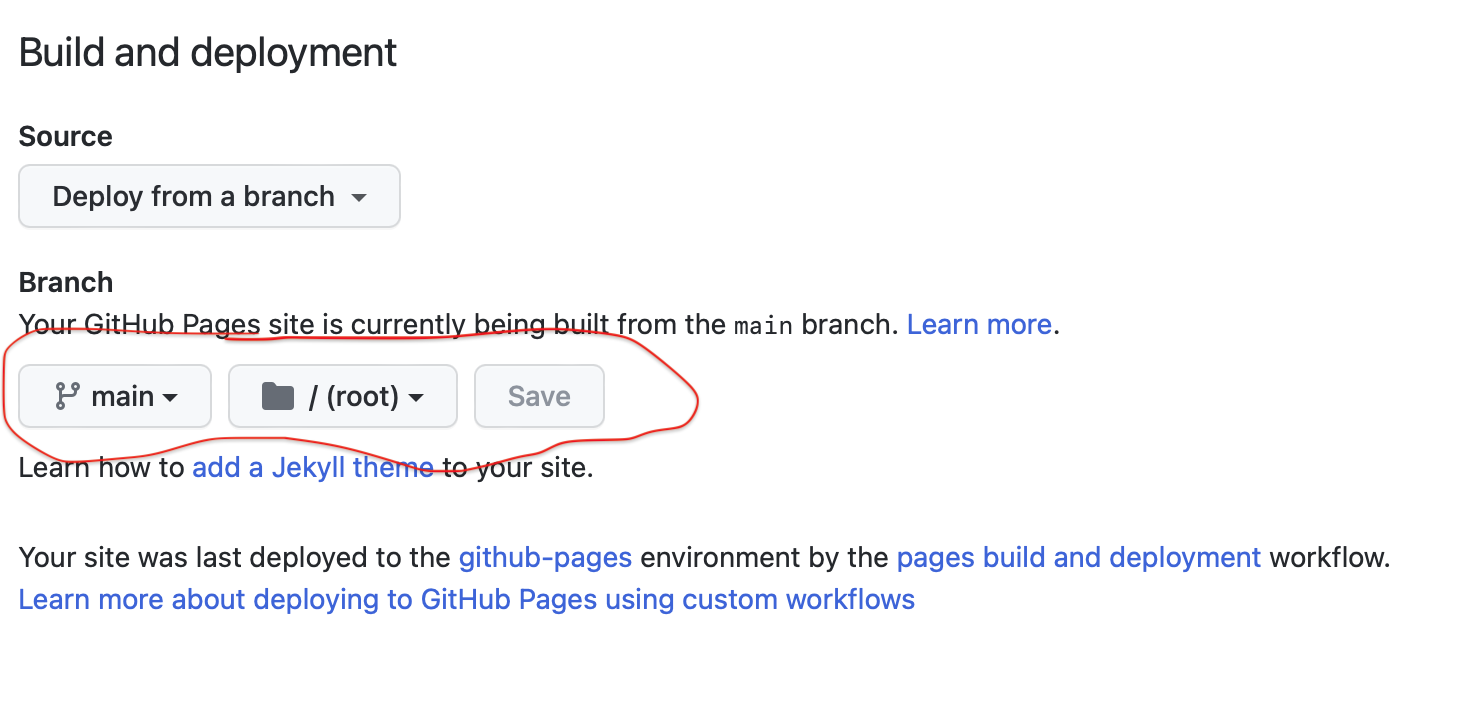 Build and deployment
Source
Deploy from a branch
Branch
Your GitHub Pages site is currently being built from the main branch. Learn more.
main / (root) Save
Learn how to add a Jekyll theme to your site.
Your site was last deployed to the github-pages environment by the pages build and deployment workflow.
Learn more about deploying to GitHub Pages using custom workflows